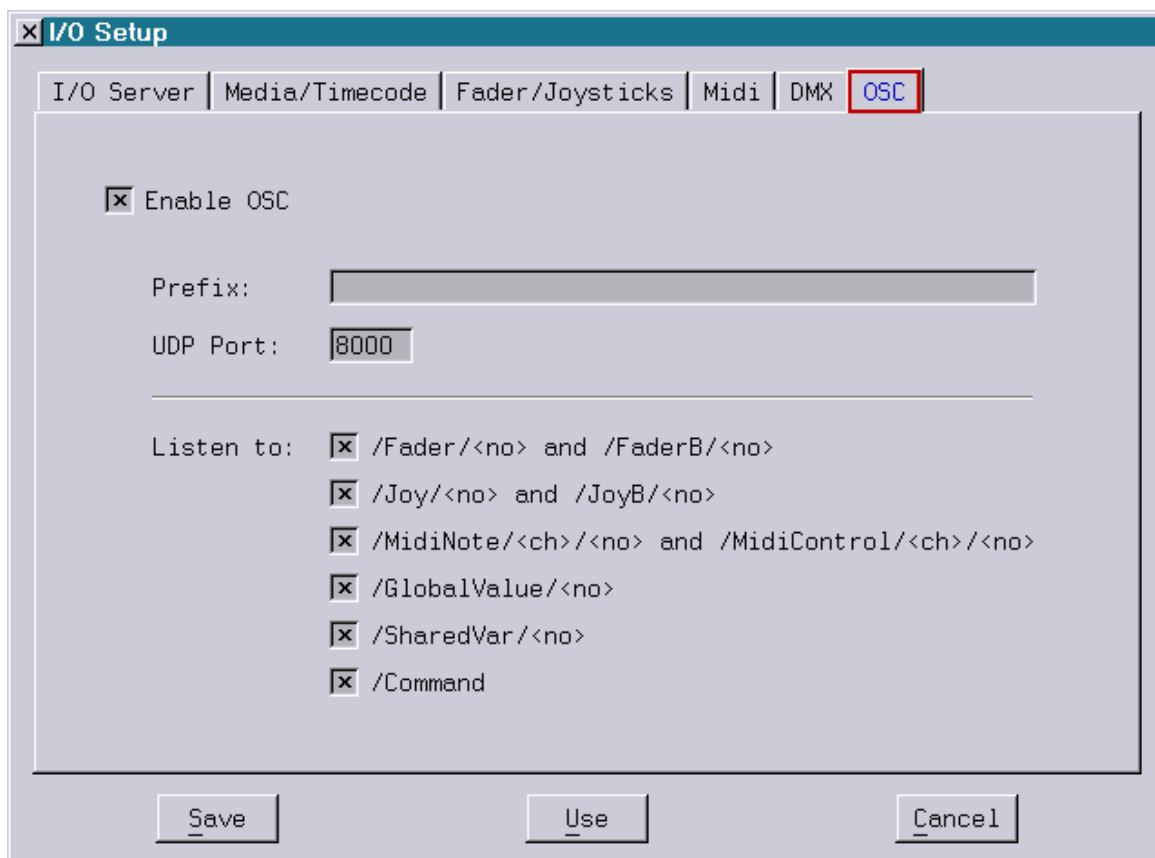 I/O Setup
I/O Server Media/Timecode Fader/Joysticks Midi DMX OSC
Enable OSC
Prefix:
UDP Port: 8000
Listen to: /Fader/<no> and /FaderB/<no>
/Joy/<no> and /JoyB/<no>
/MidiNote/<ch>/<no> and /MidiControl/<ch>/<no>
/GlobalValue/<no>
/SharedVar/<no>
/Command
Save Use Cancel